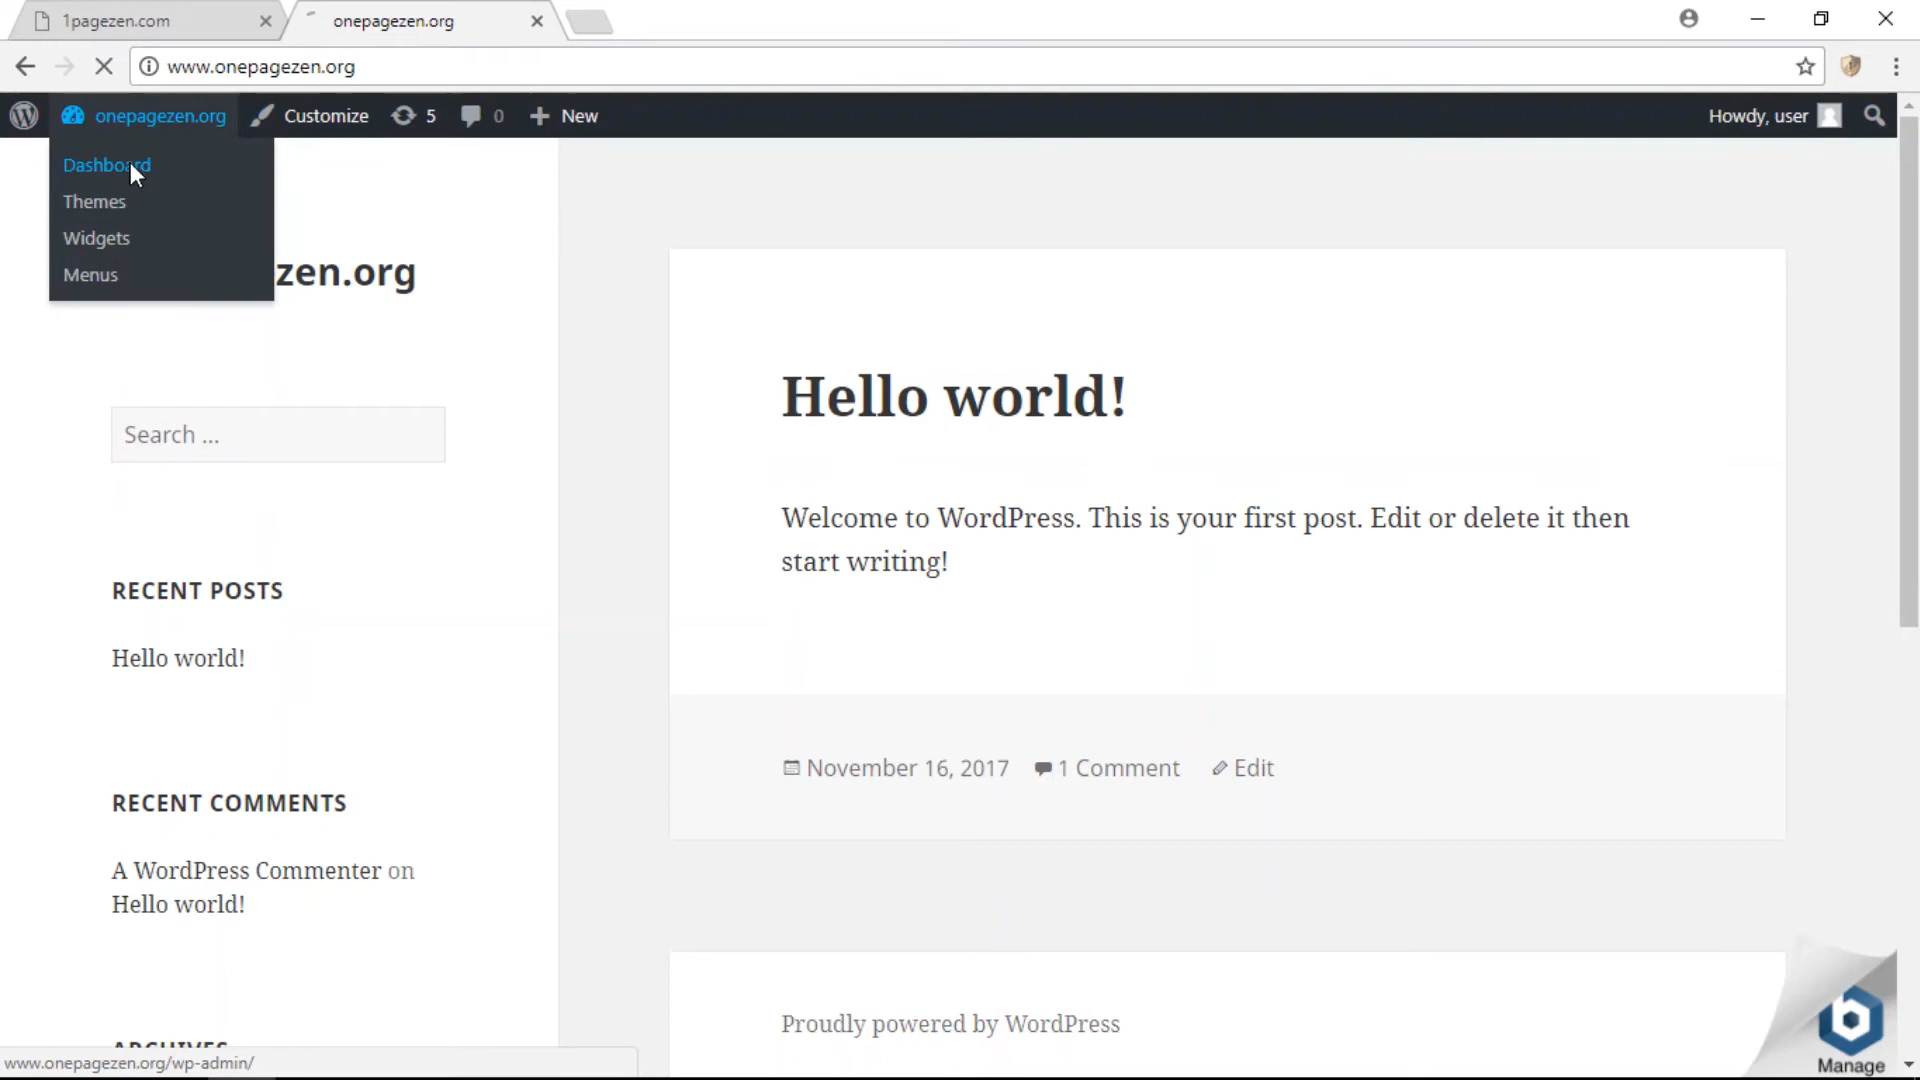 1pagezen.com
onepagezen.org
www.onepagezen.org
onepagezen.org Customize 5 0 New Howdy, user
Dashboard
Themes
Widgets
Menus
zen.org
Search ...
RECENT POSTS
Hello world!
RECENT COMMENTS
A WordPress Commenter on
Hello world!
ARCHIVES
Hello world!
Welcome to WordPress. This is your first post. Edit or delete it then
start writing!
November 16, 2017 1 Comment Edit
Proudly powered by WordPress
www.onepagezen.org/wp-admin/
b
Manage